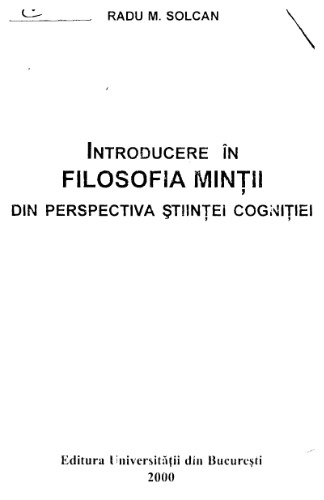 RADU M. SOLCAN
INTRODUCERE ÎN
FILOSOFIA MINȚII
DIN PERSPECTIVA ȘTIINȚEI COGNIȚIEI
Editura Universității din București
2000